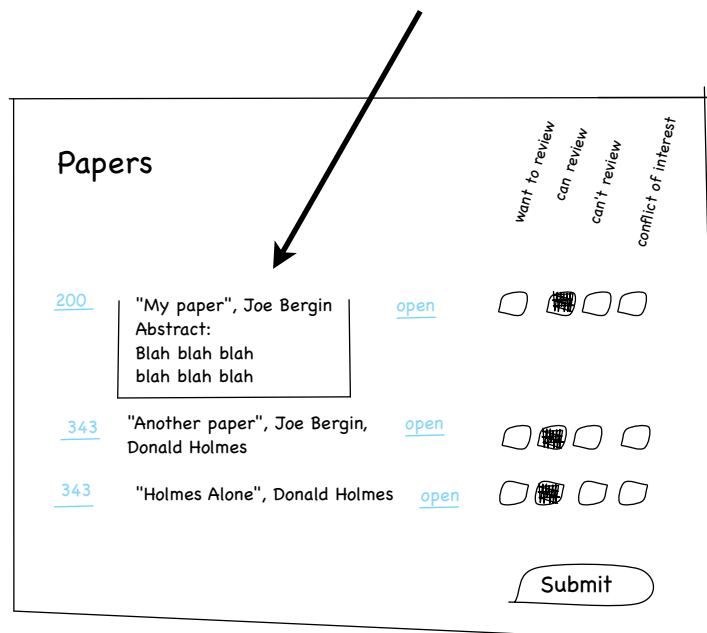 Papers
want to review
can review
can't review
conflict of interest
200 "My paper", Joe Bergin open
Abstract:
Blah blah blah
blah blah blah
343 "Another paper", Joe Bergin, open
Donald Holmes
343 "Holmes Alone", Donald Holmes open
Submit